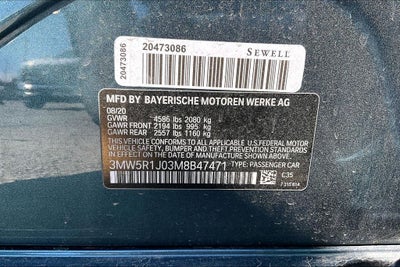 20473086
20473086
SEWELL
MFD BY BAYERISCHE MOTOREN WERKE AG
08/20
GVWR 4586 lbs 2080 kg
GAWR FRONT 2194 lbs 995 kg
GAWR REAR 2557 lbs 1160 kg
THIS VEHICLE CONFORMS TO ALL APPLICABLE
U.S. FEDERAL MOTOR VEHICLE SAFETY,
BUMPER AND THEFT PREVENTION STANDARDS
IN EFFECT ON THE DATE OF
MANUFACTURE SHOWN ABOVE.
3MW5R1J03M8B47471 TYPE: PASSENGER CAR
C35